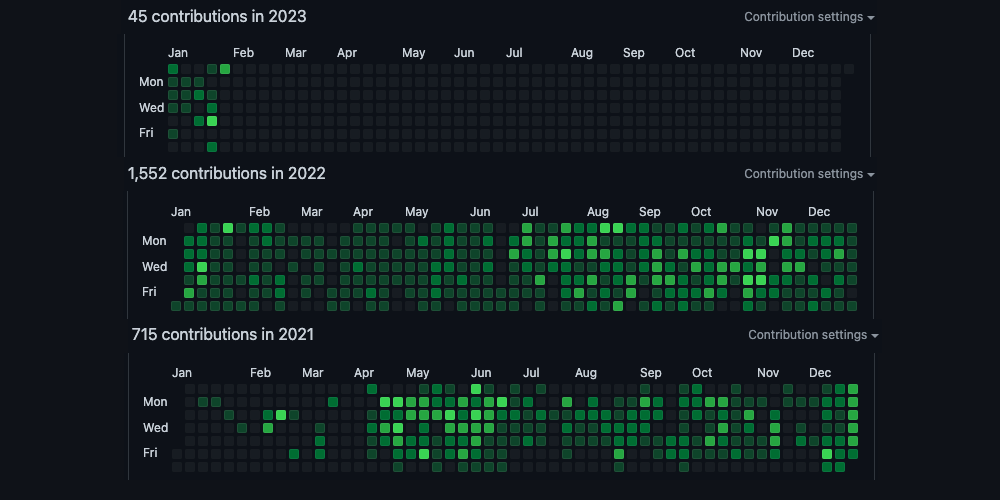 45 contributions in 2023 Contribution settings
Jan Feb Mar Apr May Jun Jul Aug Sep Oct Nov Dec
Mon
Wed
Fri
1,552 contributions in 2022 Contribution settings
Jan Feb Mar Apr May Jun Jul Aug Sep Oct Nov Dec
Mon
Wed
Fri
715 contributions in 2021 Contribution settings
Jan Feb Mar Apr May Jun Jul Aug Sep Oct Nov Dec
Mon
Wed
Fri